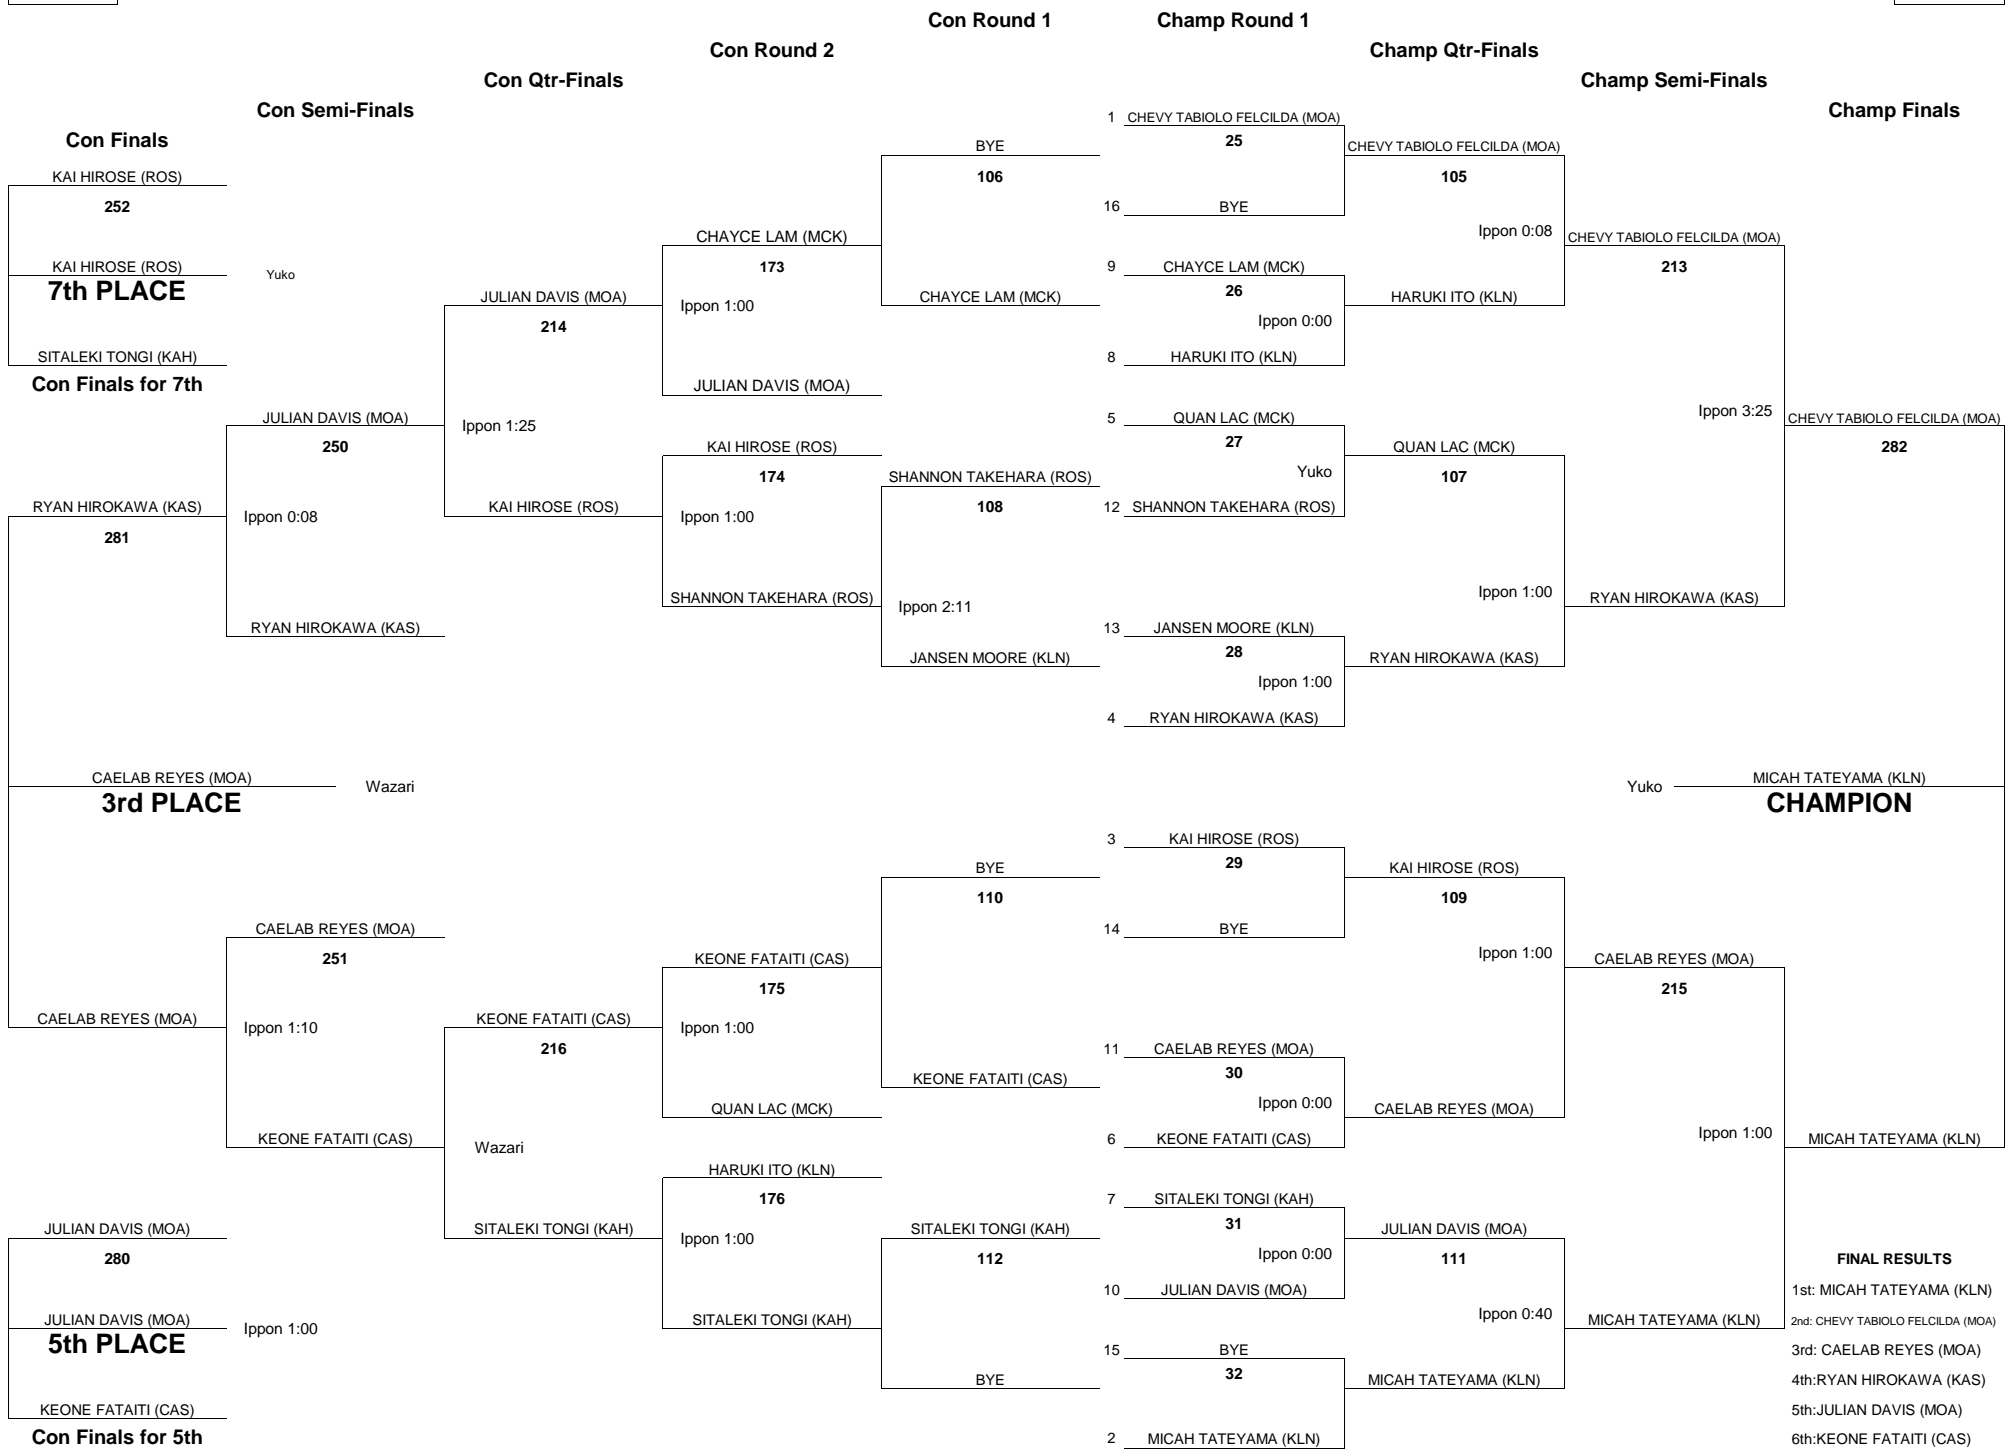 Con Round 1
Champ Round 1
Con Round 2
Champ Qtr-Finals
Con Qtr-Finals
Champ Semi-Finals
Con Semi-Finals
Champ Finals
Con Finals
KAI HIROSE (ROS)
252
KAI HIROSE (ROS)
Yuko
7th PLACE
SITALEKI TONGI (KAH)
Con Finals for 7th
RYAN HIROKAWA (KAS)
281
CAELAB REYES (MOA)
Wazari
3rd PLACE
CAELAB REYES (MOA)
JULIAN DAVIS (MOA)
280
JULIAN DAVIS (MOA)
Ippon 1:00
5th PLACE
KEONE FATAITI (CAS)
Con Finals for 5th
JULIAN DAVIS (MOA)
250
Ippon 0:08
RYAN HIROKAWA (KAS)
CAELAB REYES (MOA)
251
Ippon 1:10
KEONE FATAITI (CAS)
JULIAN DAVIS (MOA)
214
Ippon 1:25
KAI HIROSE (ROS)
KEONE FATAITI (CAS)
216
Wazari
SITALEKI TONGI (KAH)
CHAYCE LAM (MCK)
173
Ippon 1:00
JULIAN DAVIS (MOA)
KAI HIROSE (ROS)
174
Ippon 1:00
SHANNON TAKEHARA (ROS)
KEONE FATAITI (CAS)
175
Ippon 1:00
QUAN LAC (MCK)
HARUKI ITO (KLN)
176
Ippon 1:00
SITALEKI TONGI (KAH)
BYE
106
CHAYCE LAM (MCK)
SHANNON TAKEHARA (ROS)
108
Ippon 2:11
JANSEN MOORE (KLN)
BYE
110
KEONE FATAITI (CAS)
SITALEKI TONGI (KAH)
112
BYE
1 CHEVY TABIOLO FELCILDA (MOA)
25
16 BYE
9 CHAYCE LAM (MCK)
26
Ippon 0:00
8 HARUKI ITO (KLN)
5 QUAN LAC (MCK)
27
Yuko
12 SHANNON TAKEHARA (ROS)
13 JANSEN MOORE (KLN)
28
Ippon 1:00
4 RYAN HIROKAWA (KAS)
3 KAI HIROSE (ROS)
29
14 BYE
11 CAELAB REYES (MOA)
30
Ippon 0:00
6 KEONE FATAITI (CAS)
7 SITALEKI TONGI (KAH)
31
Ippon 0:00
10 JULIAN DAVIS (MOA)
15 BYE
32
2 MICAH TATEYAMA (KLN)
CHEVY TABIOLO FELCILDA (MOA)
105
Ippon 0:08
HARUKI ITO (KLN)
QUAN LAC (MCK)
107
Ippon 1:00
RYAN HIROKAWA (KAS)
KAI HIROSE (ROS)
109
Ippon 1:00
CAELAB REYES (MOA)
JULIAN DAVIS (MOA)
111
Ippon 0:40
MICAH TATEYAMA (KLN)
CHEVY TABIOLO FELCILDA (MOA)
213
Ippon 3:25
RYAN HIROKAWA (KAS)
CAELAB REYES (MOA)
215
Ippon 1:00
MICAH TATEYAMA (KLN)
CHEVY TABIOLO FELCILDA (MOA)
282
Yuko
MICAH TATEYAMA (KLN)
CHAMPION
MICAH TATEYAMA (KLN)
FINAL RESULTS
1st: MICAH TATEYAMA (KLN)
2nd: CHEVY TABIOLO FELCILDA (MOA)
3rd: CAELAB REYES (MOA)
4th:RYAN HIROKAWA (KAS)
5th:JULIAN DAVIS (MOA)
6th:KEONE FATAITI (CAS)